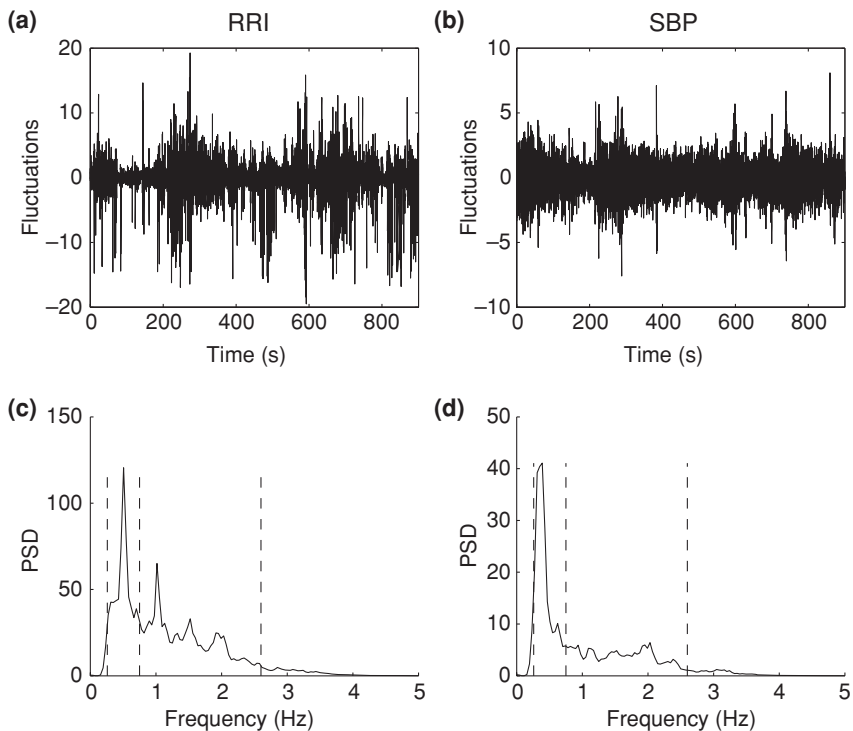 (a) RRI
20
10
0
–10
–20
Fluctuations
0 200 400 600 800
Time (s)
(b) SBP
10
5
0
–5
–10
Fluctuations
0 200 400 600 800
Time (s)
(c)
150
100
50
0
PSD
0 1 2 3 4 5
Frequency (Hz)
(d)
50
40
30
20
10
0
PSD
0 1 2 3 4 5
Frequency (Hz)